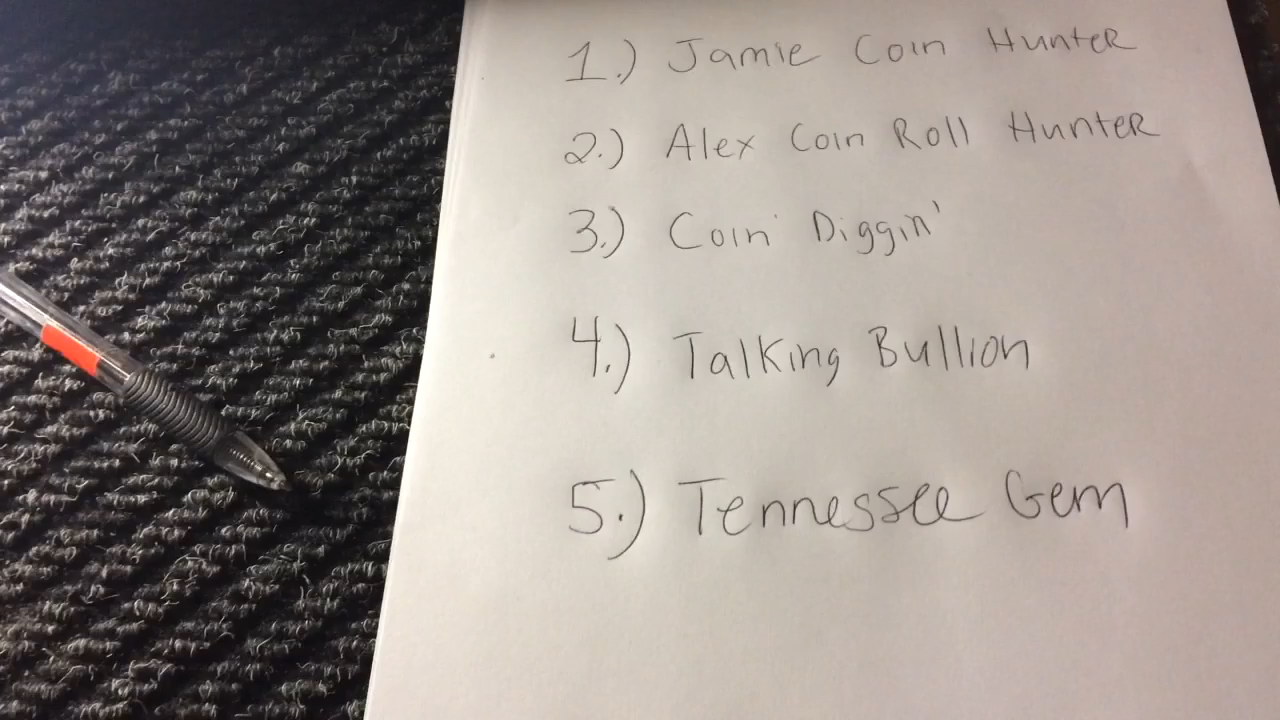 1.) Jamie Coin Hunter
2.) Alex Coin Roll Hunter
3.) Coin Diggin'
4.) Talking Bullion
5.) Tennessee Gem